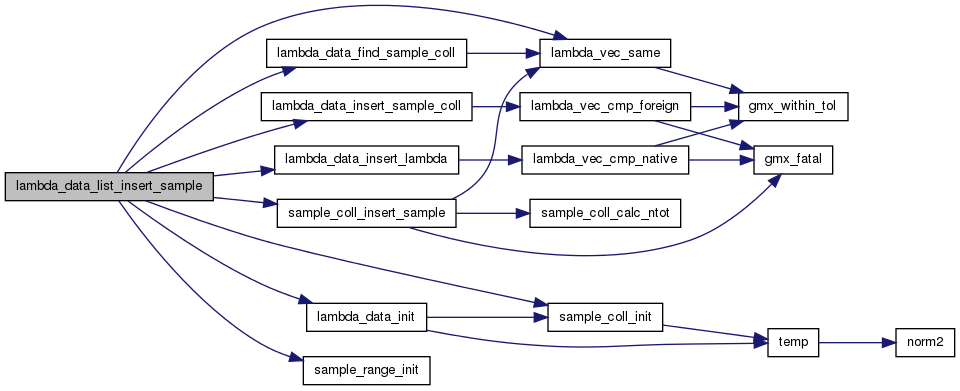 lambda_data_list_insert_sample
lambda_data_find_sample_coll
lambda_vec_same
lambda_data_insert_sample_coll
lambda_vec_cmp_foreign
gmx_within_tol
lambda_data_insert_lambda
lambda_vec_cmp_native
gmx_fatal
sample_coll_insert_sample
sample_coll_calc_ntot
lambda_data_init
sample_coll_init
temp
norm2
sample_range_init